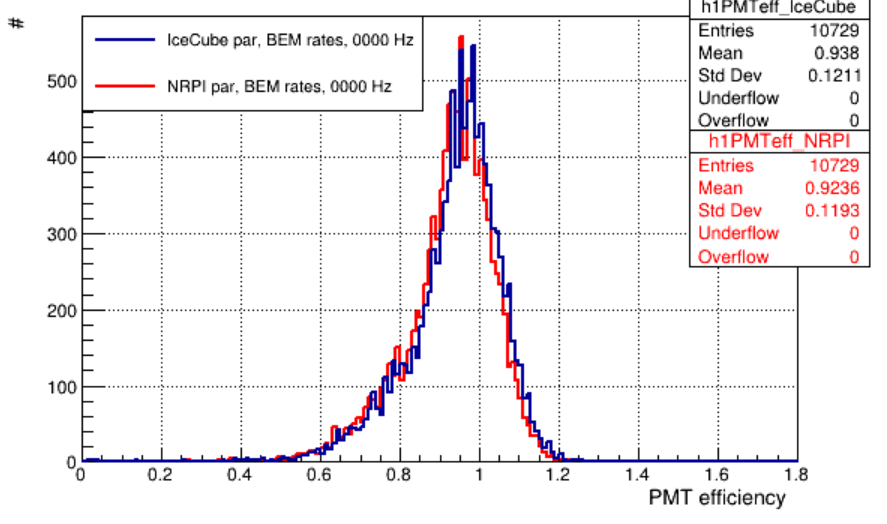 #
IceCube par, BEM rates, 0000 Hz
NRPI par, BEM rates, 0000 Hz
h1PMTeff_IceCube
Entries 10729
Mean 0.938
Std Dev 0.1211
Underflow 0
Overflow 0
h1PMTeff_NRPI
Entries 10729
Mean 0.9236
Std Dev 0.1193
Underflow 0
Overflow 0
500
400
300
200
100
0
0 0.2 0.4 0.6 0.8 1 1.2 1.4 1.6 1.8
PMT efficiency